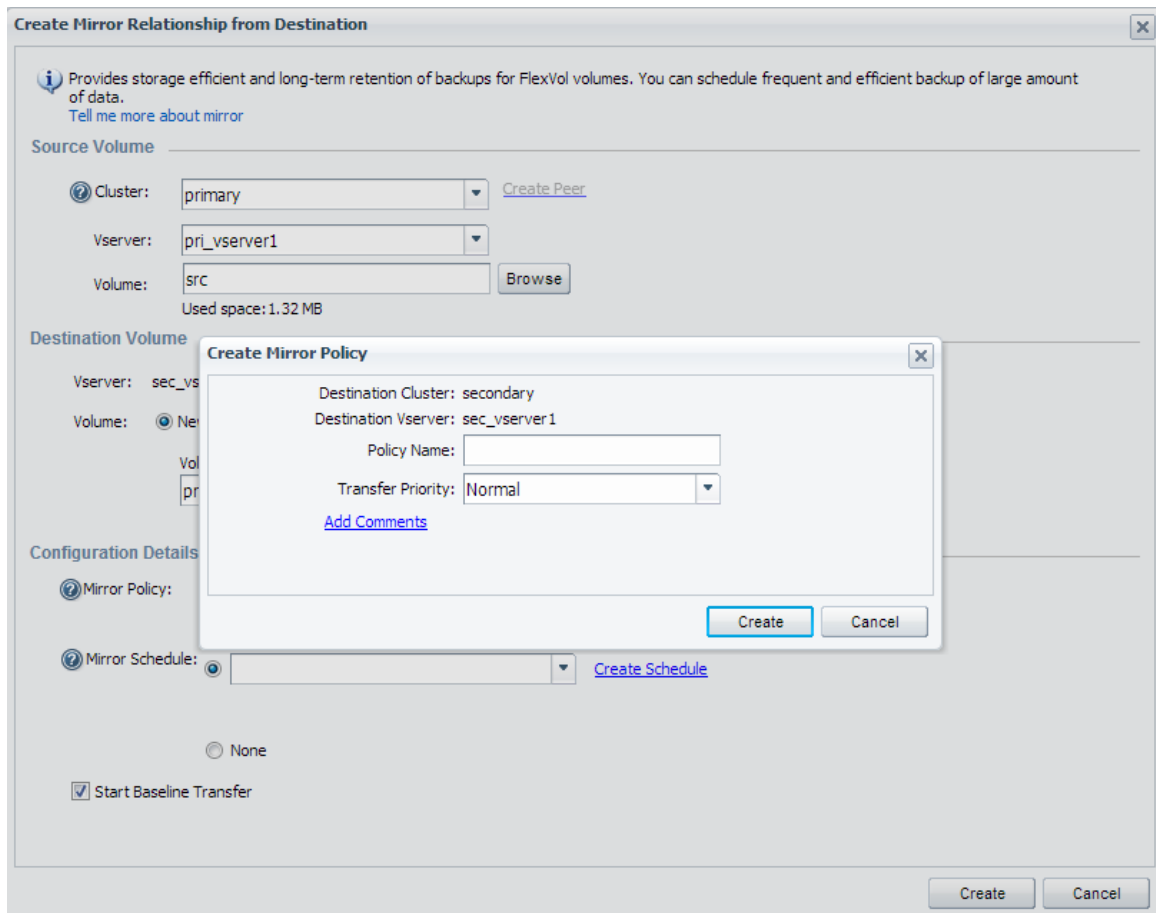 Create Mirror Relationship from Destination
Provides storage efficient and long-term retention of backups for FlexVol volumes. You can schedule frequent and efficient backup of large amount
of data.
Tell me more about mirror
Source Volume
Cluster: primary Create Peer
Vserver: pri_vserver1
Volume: src Browse
Used space: 1.32 MB
Destination Volume
Vserver: sec_vs
Volume: Ne
Vol
pr
Create Mirror Policy
Destination Cluster: secondary
Destination Vserver: sec_vserver1
Policy Name:
Transfer Priority: Normal
Add Comments
Create Cancel
Configuration Details
Mirror Policy:
Mirror Schedule: Create Schedule
None
Start Baseline Transfer
Create Cancel